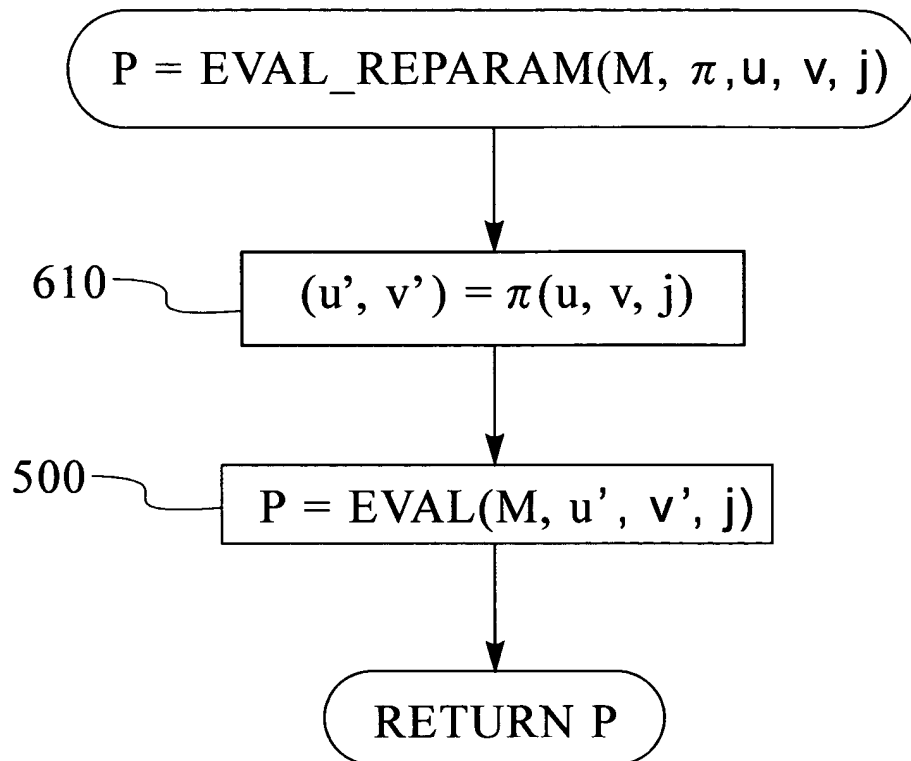 P = EVAL_REPARAM(M, π,u, v, j)
610
(u’, v’) = π(u, v, j)
500
P = EVAL(M, u’, v’, j)
RETURN P